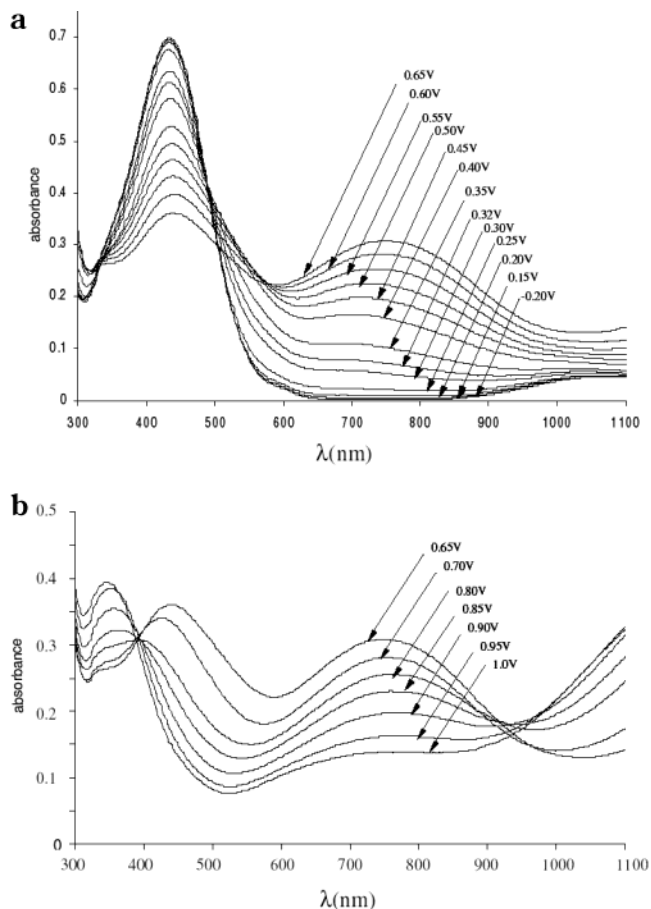 a
0.7
0.6
0.5
0.4
0.3
0.2
0.1
0
absorbance
0.65V
0.60V
0.55V
0.50V
0.45V
0.40V
0.35V
0.32V
0.30V
0.25V
0.20V
0.15V
-0.20V
300 400 500 600 700 800 900 1000 1100
λ(nm)
b
0.5
0.4
0.3
0.2
0.1
0
absorbance
0.65V
0.70V
0.80V
0.85V
0.90V
0.95V
1.0V
300 400 500 600 700 800 900 1000 1100
λ(nm)